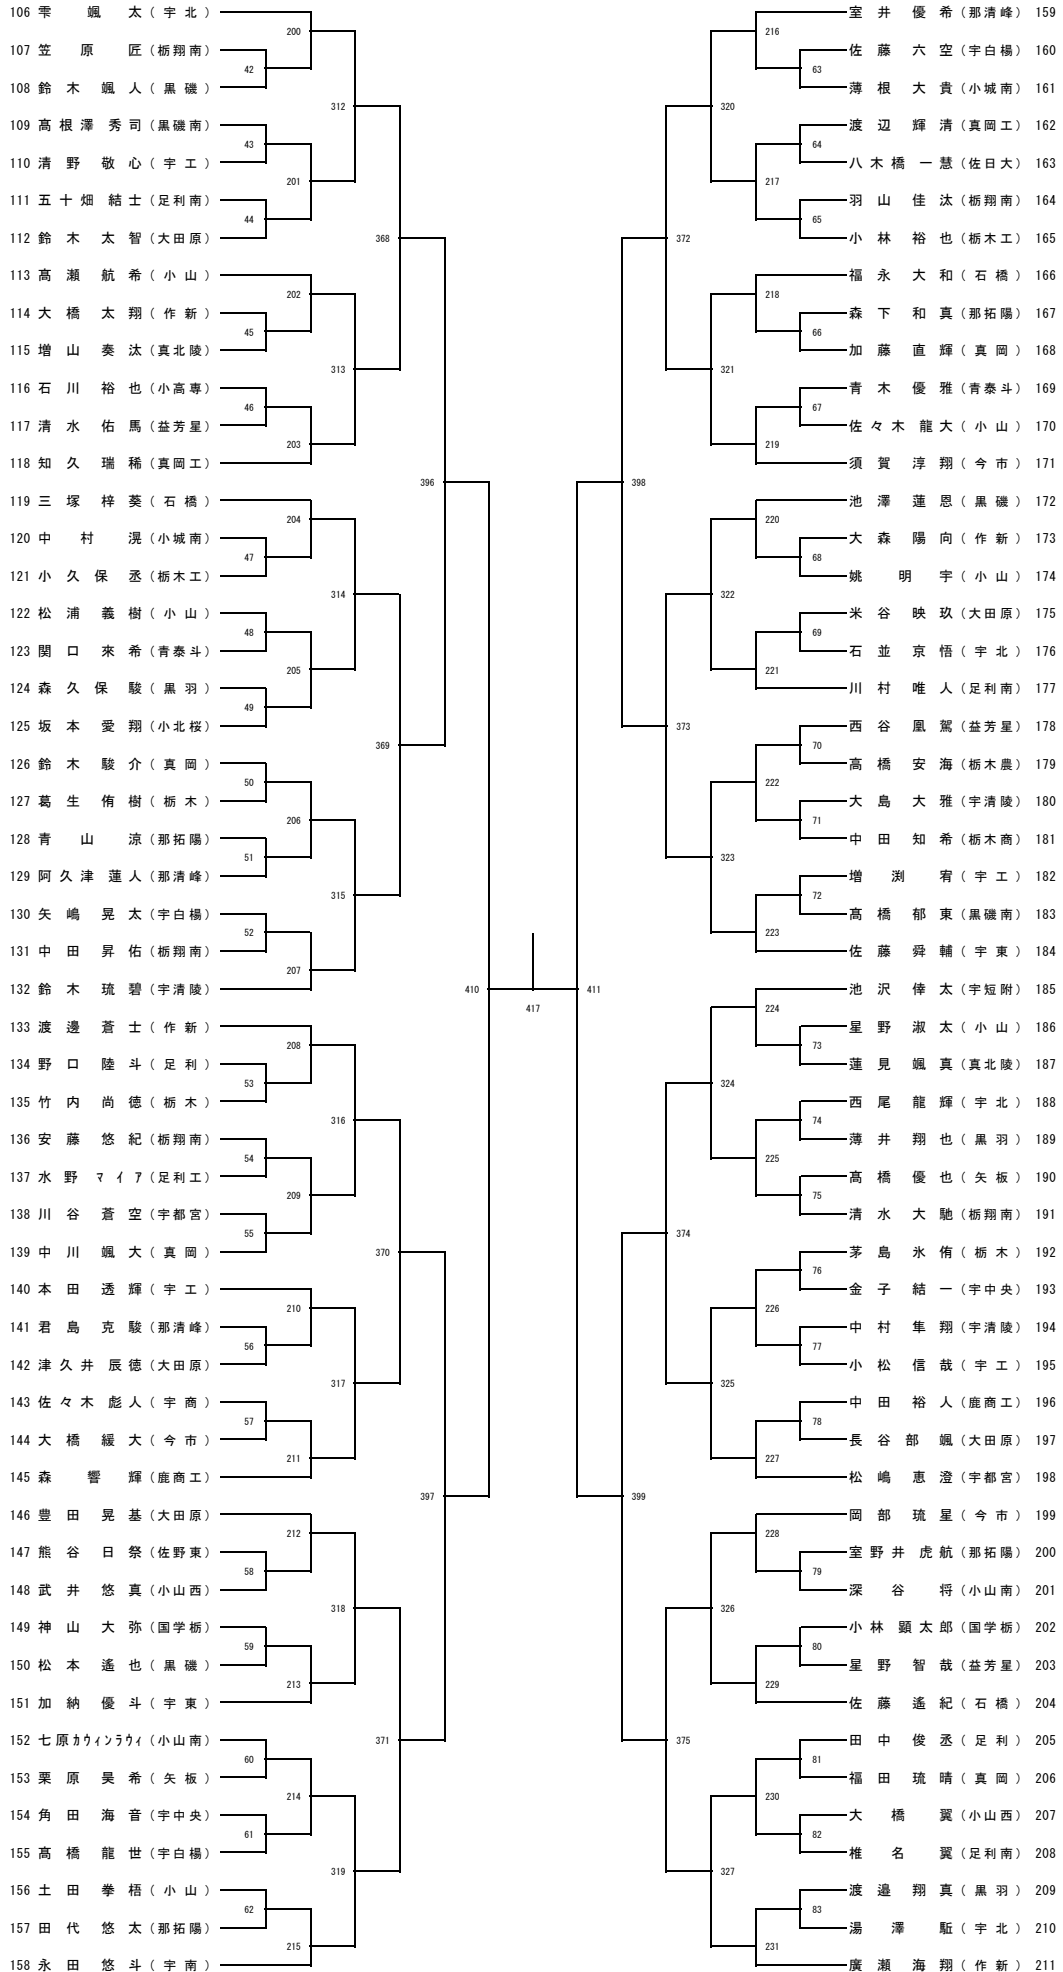 106 雫 颯 太 ( 宇 北 )
107 笠 原 匠 (栃翔南)
108 鈴 木 颯 人 ( 黒 磯 )
109 髙 根 澤 秀 司 (黒磯南)
110 清 野 敬 心 ( 宇 工 )
111 五 十 畑 結 士 (足利南)
112 鈴 木 太 智 (大田原)
113 髙 瀬 航 希 ( 小 山 )
114 大 橋 太 翔 ( 作 新 )
115 増 山 奏 汰 (真北陵)
116 石 川 裕 也 (小高専)
117 清 水 佑 馬 (益芳星)
118 知 久 瑞 稀 (真岡工)
119 三 塚 梓 葵 ( 石 橋 )
120 中 村 滉 (小城南)
121 小 久 保 丞 (栃木工)
122 松 浦 義 樹 ( 小 山 )
123 関 口 來 希 (青泰斗)
124 森 久 保 駿 ( 黒 羽 )
125 坂 本 愛 翔 (小北桜)
126 鈴 木 駿 介 ( 真 岡 )
127 葛 生 侑 樹 ( 栃 木 )
128 青 山 涼 (那拓陽)
129 阿 久 津 蓮 人 (那清峰)
130 矢 嶋 晃 太 (宇白楊)
131 中 田 昇 佑 (栃翔南)
132 鈴 木 琉 碧 (宇清陵)
133 渡 邊 蒼 士 ( 作 新 )
134 野 口 陸 斗 ( 足 利 )
135 竹 内 尚 徳 ( 栃 木 )
136 安 藤 悠 紀 (栃翔南)
137 水 野 マ イ ア (足利工)
138 川 谷 蒼 空 (宇都宮)
139 中 川 颯 大 ( 真 岡 )
140 本 田 透 輝 ( 宇 工 )
141 君 島 克 駿 (那清峰)
142 津 久 井 辰 徳 (大田原)
143 佐 々 木 彪 人 ( 宇 商 )
144 大 橋 緩 大 ( 今 市 )
145 森 響 輝 (鹿商工)
146 豊 田 晃 基 (大田原)
147 熊 谷 日 祭 (佐野東)
148 武 井 悠 真 (小山西)
149 神 山 大 弥 (国学栃)
150 松 本 遙 也 ( 黒 磯 )
151 加 納 優 斗 ( 宇 東 )
152 七 原 カウィンラウィ (小山南)
153 栗 原 昊 希 ( 矢 板 )
154 角 田 海 音 (宇中央)
155 髙 橋 龍 世 (宇白楊)
156 土 田 拳 梧 ( 小 山 )
157 田 代 悠 太 (那拓陽)
158 永 田 悠 斗 ( 宇 南 )
200
42
312
43
201
44
368
202
45
313
46
203
396
204
47
314
48
205
49
369
50
206
51
315
52
207
410
208
53
316
54
209
55
370
210
56
317
57
211
397
212
58
318
59
213
371
60
214
61
319
62
215
417
室 井 優 希 (那清峰) 159
佐 藤 六 空 (宇白楊) 160
薄 根 大 貴 (小城南) 161
渡 辺 輝 清 (真岡工) 162
八 木 橋 一 慧 (佐日大) 163
羽 山 佳 汰 (栃翔南) 164
小 林 裕 也 (栃木工) 165
福 永 大 和 ( 石 橋 ) 166
森 下 和 真 (那拓陽) 167
加 藤 直 輝 ( 真 岡 ) 168
青 木 優 雅 (青泰斗) 169
佐 々 木 龍 大 ( 小 山 ) 170
須 賀 淳 翔 ( 今 市 ) 171
池 澤 蓮 恩 ( 黒 磯 ) 172
大 森 陽 向 ( 作 新 ) 173
姚 明 宇 ( 小 山 ) 174
米 谷 映 玖 (大田原) 175
石 並 京 悟 ( 宇 北 ) 176
川 村 唯 人 (足利南) 177
西 谷 凰 駕 (益芳星) 178
高 橋 安 海 (栃木農) 179
大 島 大 雅 (宇清陵) 180
中 田 知 希 (栃木商) 181
増 渕 宥 ( 宇 工 ) 182
髙 橋 郁 東 (黒磯南) 183
佐 藤 舜 輔 ( 宇 東 ) 184
池 沢 倖 太 (宇短附) 185
星 野 淑 太 ( 小 山 ) 186
蓮 見 颯 真 (真北陵) 187
西 尾 龍 輝 ( 宇 北 ) 188
薄 井 翔 也 ( 黒 羽 ) 189
髙 橋 優 也 ( 矢 板 ) 190
清 水 大 馳 (栃翔南) 191
茅 島 氷 侑 ( 栃 木 ) 192
金 子 結 一 (宇中央) 193
中 村 隼 翔 (宇清陵) 194
小 松 信 哉 ( 宇 工 ) 195
中 田 裕 人 (鹿商工) 196
長 谷 部 颯 (大田原) 197
松 嶋 恵 澄 (宇都宮) 198
岡 部 琉 星 ( 今 市 ) 199
室 野 井 虎 航 (那拓陽) 200
深 谷 将 (小山南) 201
小 林 顕 太 郎 (国学栃) 202
星 野 智 哉 (益芳星) 203
佐 藤 遙 紀 ( 石 橋 ) 204
田 中 俊 丞 ( 足 利 ) 205
福 田 琉 晴 ( 真 岡 ) 206
大 橋 翼 (小山西) 207
椎 名 翼 (足利南) 208
渡 邉 翔 真 ( 黒 羽 ) 209
湯 澤 駈 ( 宇 北 ) 210
廣 瀬 海 翔 ( 作 新 ) 211
216
63
320
64
217
65
372
218
66
321
67
219
398
220
68
322
69
221
373
70
222
71
323
72
223
411
224
73
324
74
225
75
374
76
226
77
325
78
227
399
228
79
326
80
229
375
81
230
82
327
83
231